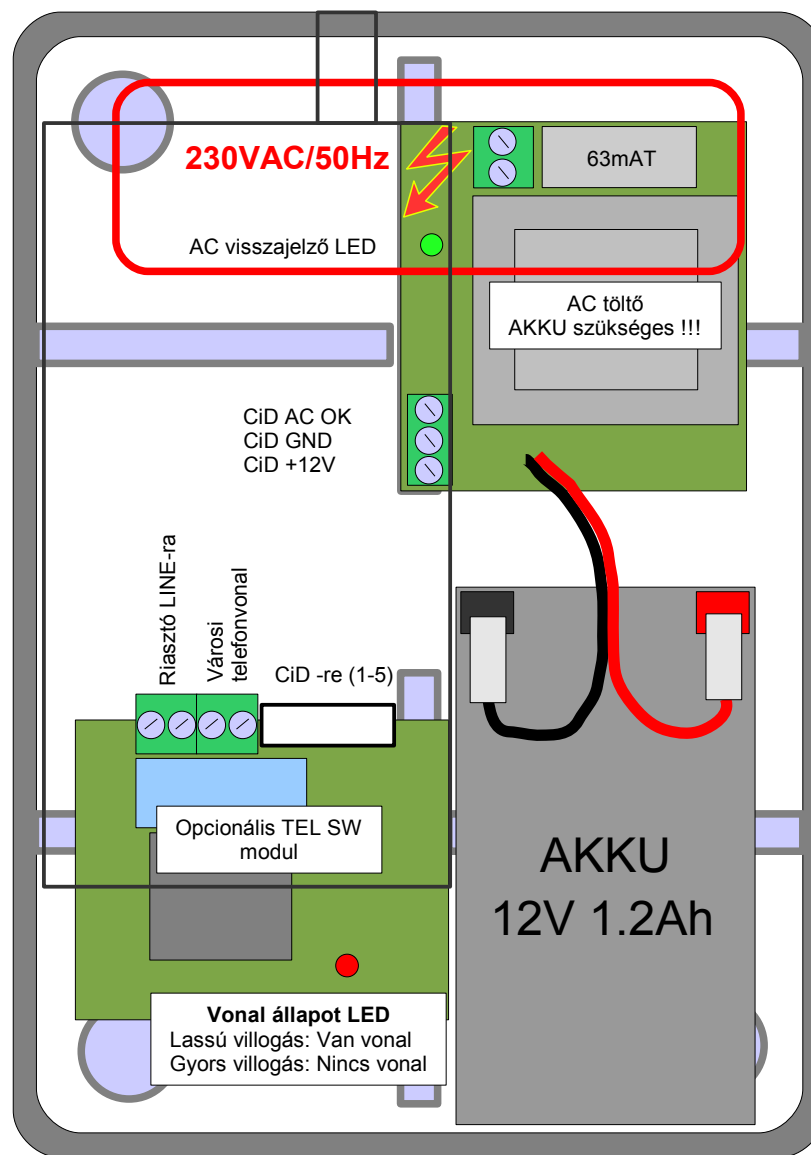 230VAC/50Hz
63mAT
AC visszajelző LED
AC töltő
AKKU szükséges !!!
CiD AC OK
CiD GND
CiD +12V
Riasztó LINE-ra
Városi
telefonvonal
CiD -re (1-5)
Opcionális TEL SW
modul
AKKU
12V 1.2Ah
Vonal állapot LED
Lassú villogás: Van vonal
Gyors villogás: Nincs vonal